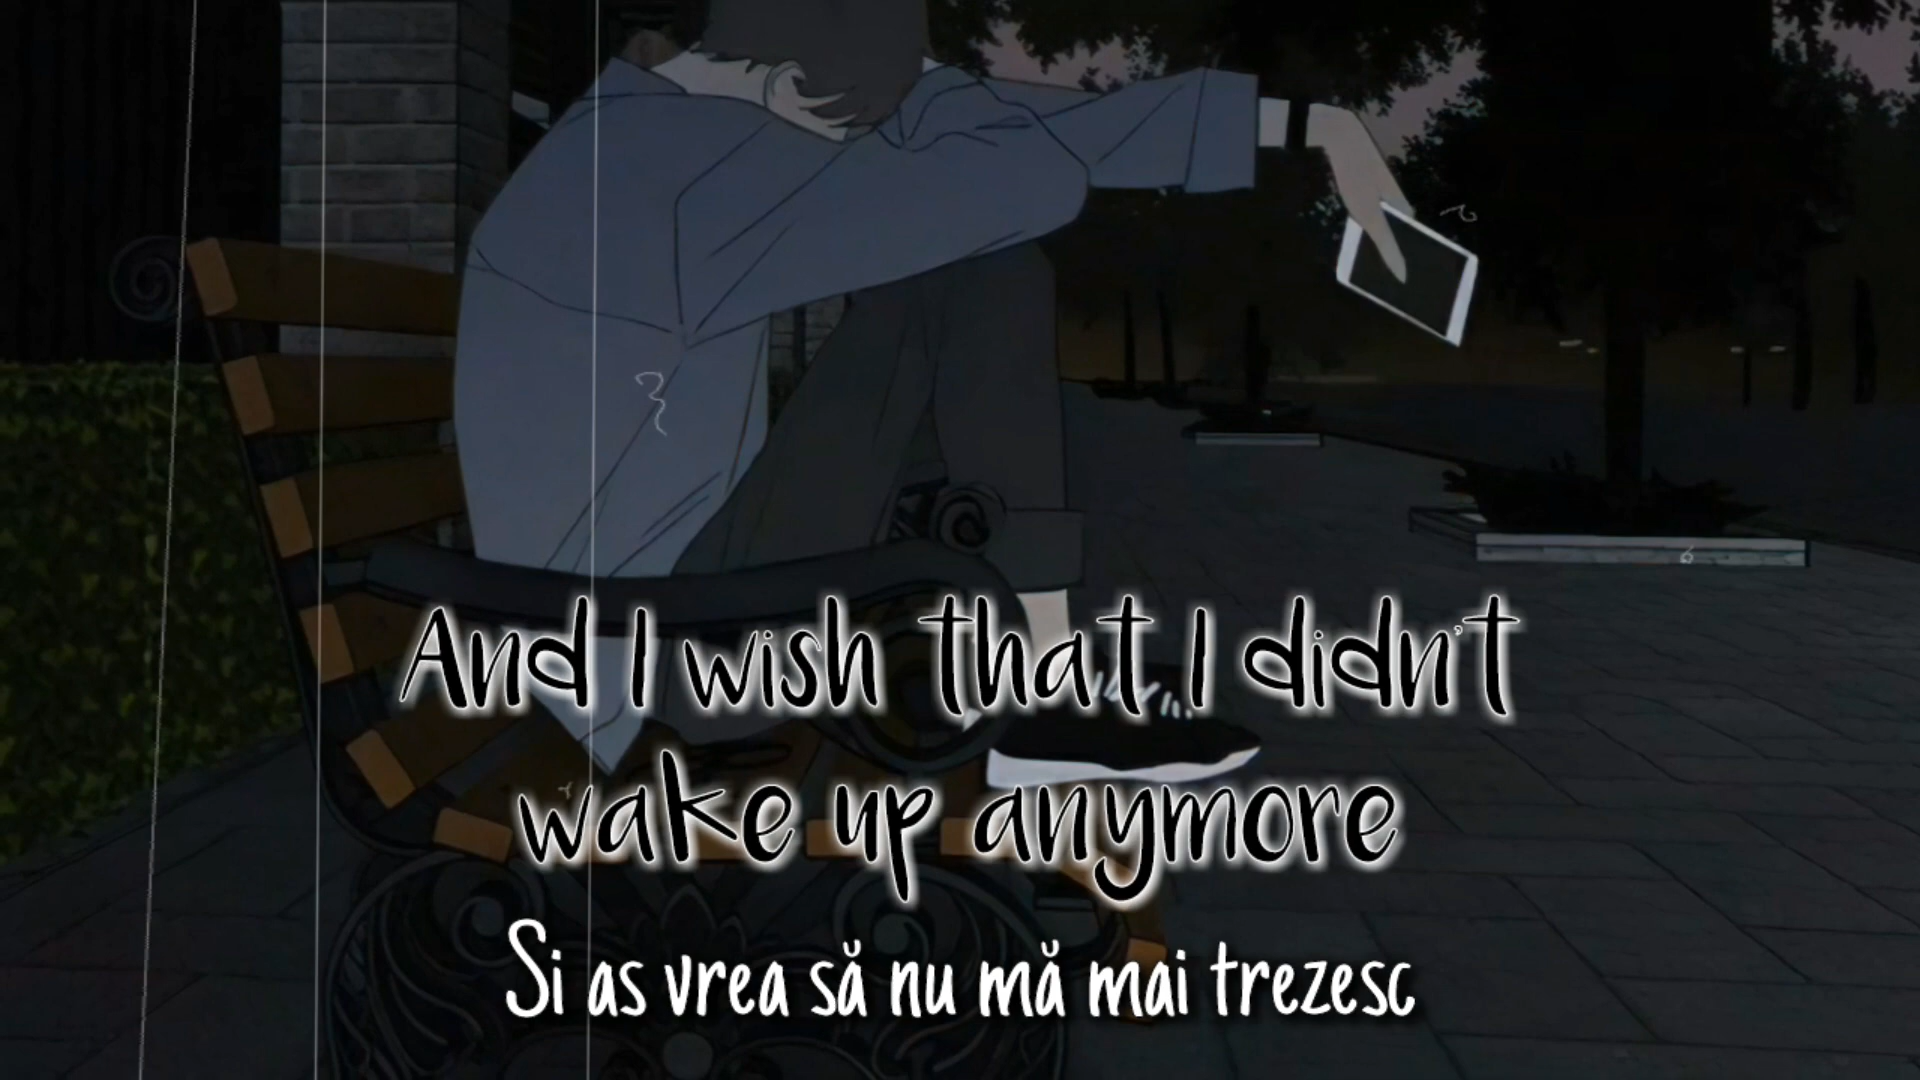 And I wish that I didn't
wake up anymore
Si as vrea să nu mă mai trezesc